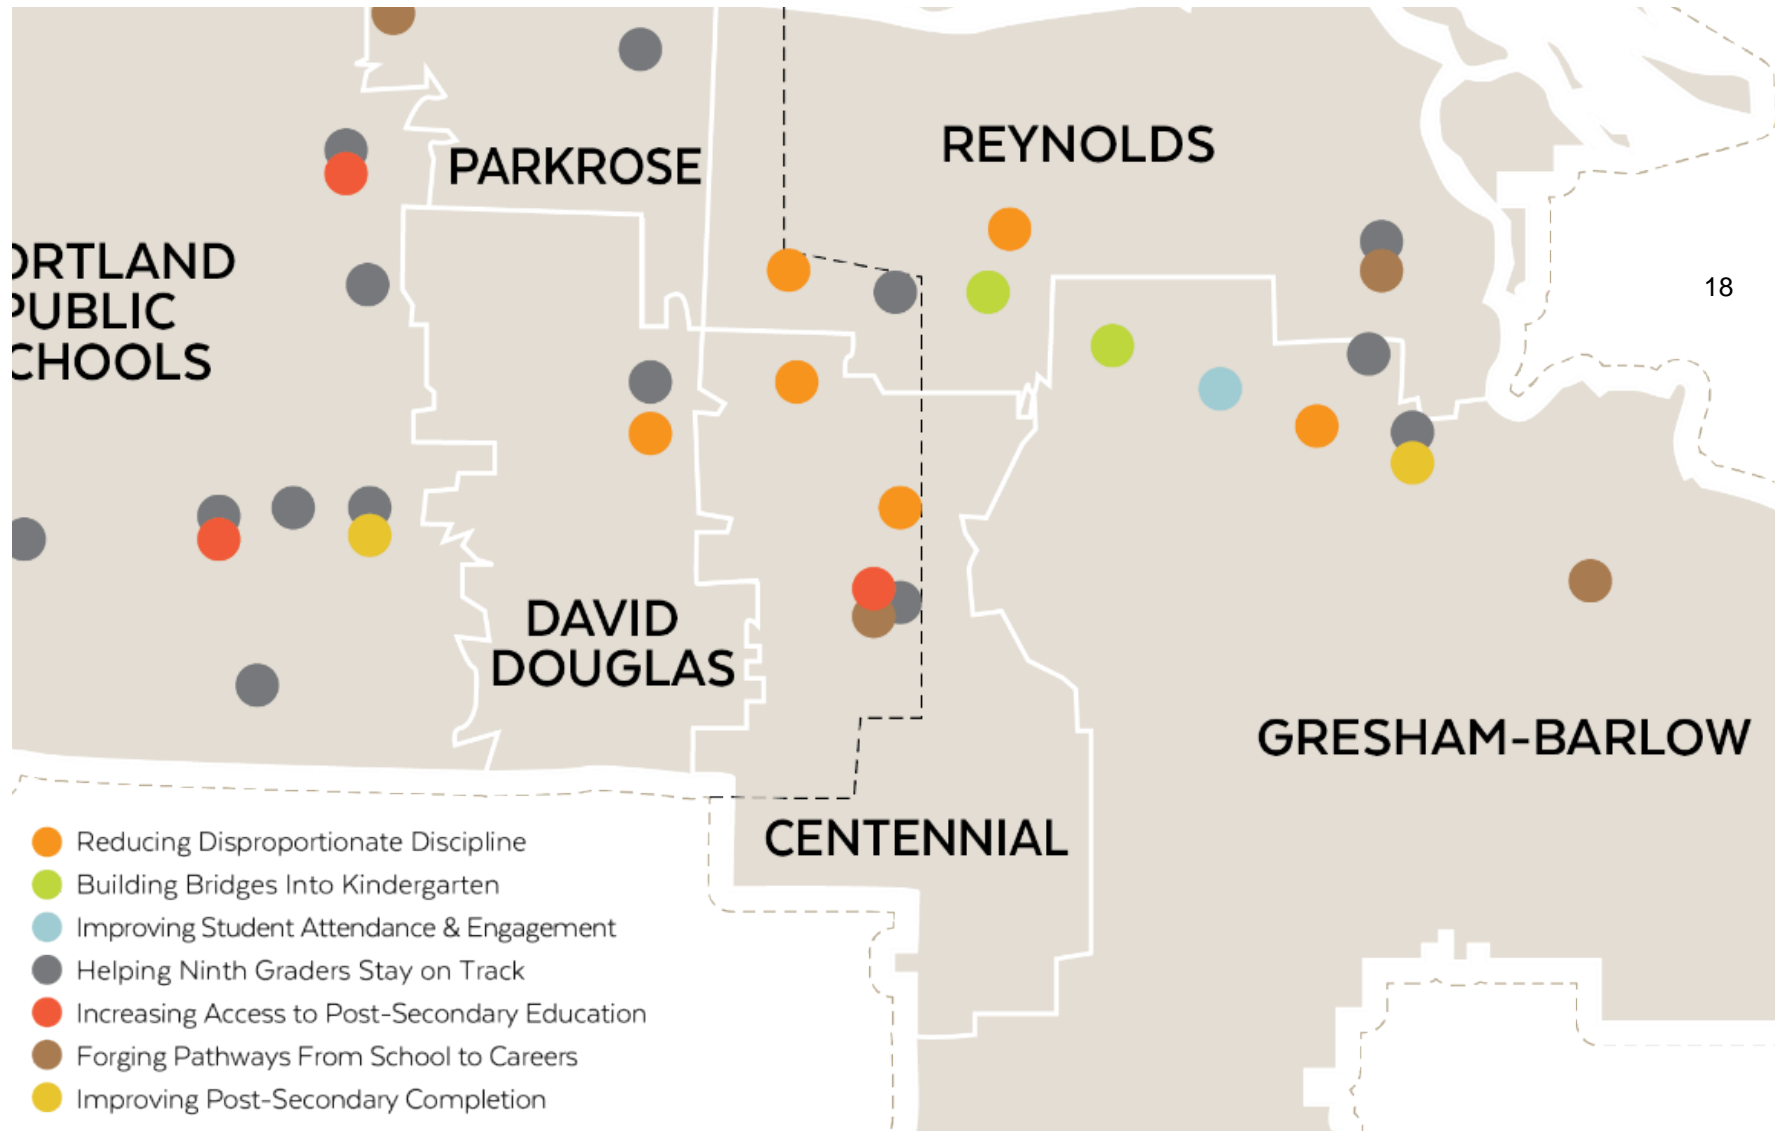 REYNOLDS
PARKROSE
ORTLAND
PUBLIC
CHOOLS
18
DAVID
DOUGLAS
GRESHAM-BARLOW
CENTENNIAL
Reducing Disproportionate Discipline
Building Bridges Into Kindergarten
Improving Student Attendance & Engagement
Helping Ninth Graders Stay on Track
Increasing Access to Post-Secondary Education
Forging Pathways From School to Careers
Improving Post-Secondary Completion